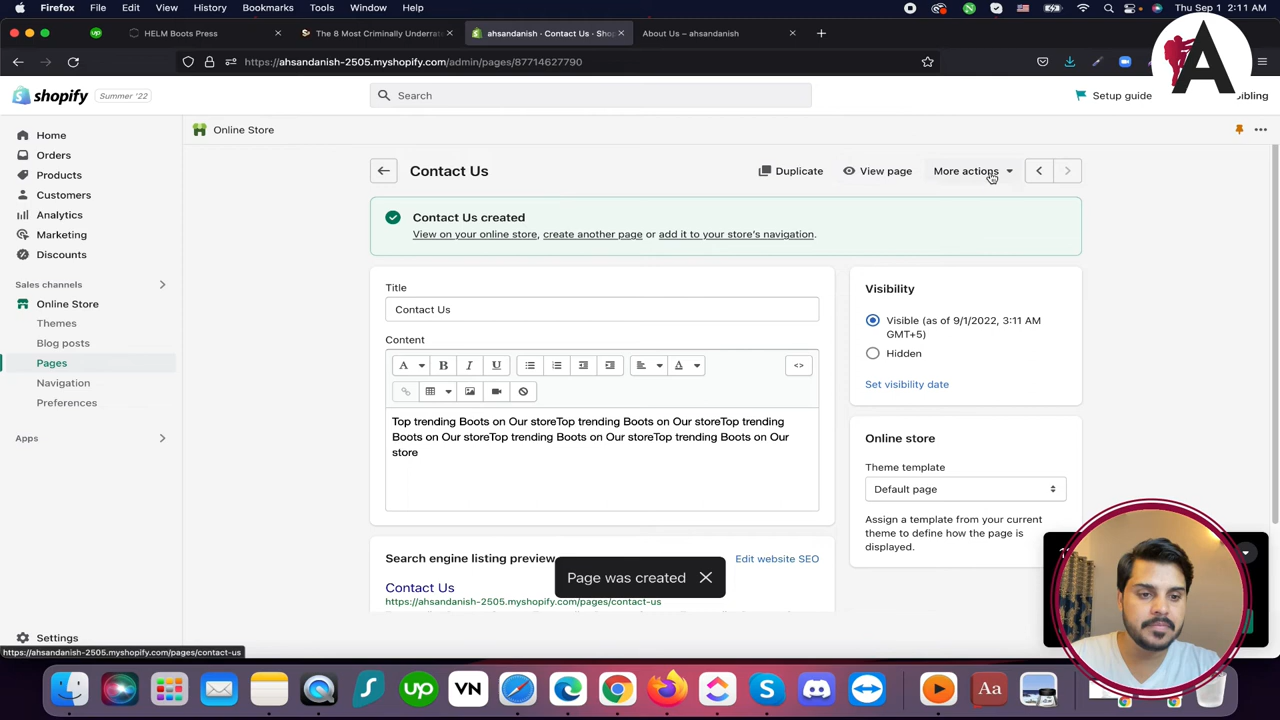 Firefox File Edit View History Bookmarks Tools Window Help Thu Sep 1 2:11 AM
HELM Boots Press The 8 Most Criminally Underrat ahsandanish · Contact Us · Shop About Us – ahsandanish
https://ahsandanish-2505.myshopify.com/admin/pages/87714627790
A
shopify Summer '22 Search Setup guide
Online Store
Home
Orders
Products
Customers
Analytics
Marketing
Discounts
Sales channels
Online Store
Themes
Blog posts
Pages
Navigation
Preferences
Apps
Settings
Contact Us Duplicate View page More actions
Contact Us created
View on your online store, create another page or add it to your store's navigation.
Title
Contact Us
Content
A B I U A <>
Top trending Boots on Our storeTop trending Boots on Our storeTop trending
Boots on Our storeTop trending Boots on Our storeTop trending Boots on Our
store
Search engine listing preview Edit website SEO
Contact Us
https://ahsandanish-2505.myshopify.com/pages/contact-us
Page was created
Visibility
Visible (as of 9/1/2022, 3:11 AM
GMT+5)
Hidden
Set visibility date
Online store
Theme template
Default page
Assign a template from your current
theme to define how the page is
displayed.
https://ahsandanish-2505.myshopify.com/pages/contact-us
up VN Aa